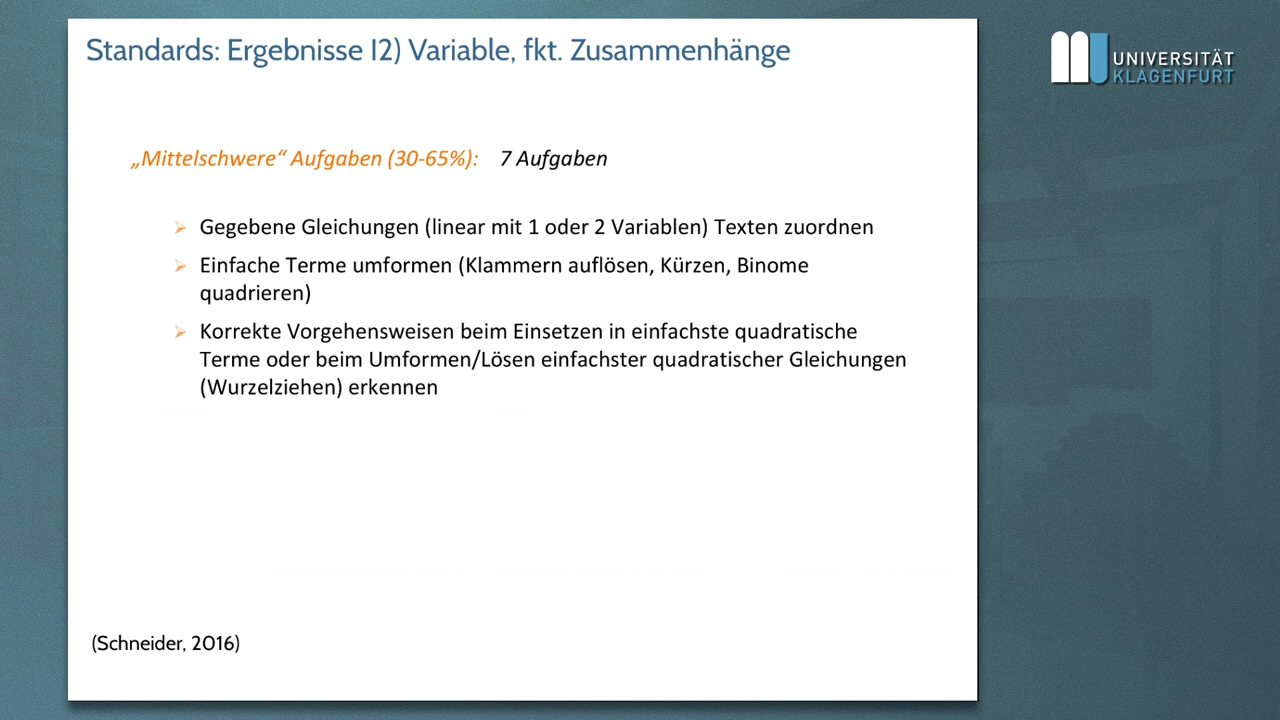 Standards: Ergebnisse I2) Variable, fkt. Zusammenhänge
UNIVERSITÄT
KLAGENFURT
„Mittelschwere“ Aufgaben (30-65%): 7 Aufgaben
Gegebene Gleichungen (linear mit 1 oder 2 Variablen) Texten zuordnen
Einfache Terme umformen (Klammern auflösen, Kürzen, Binome
quadrieren)
Korrekte Vorgehensweisen beim Einsetzen in einfachste quadratische
Terme oder beim Umformen/Lösen einfachster quadratischer Gleichungen
(Wurzelziehen) erkennen
(Schneider, 2016)